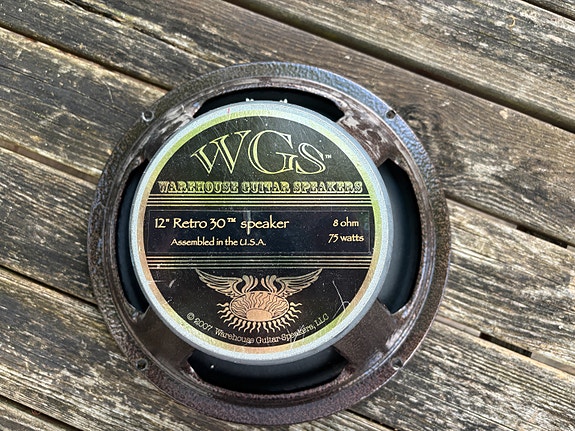 WGS™
WAREHOUSE GUITAR SPEAKERS
12" Retro 30™ speaker 8 ohm
Assembled in the U.S.A. 75 watts
© 2007, Warehouse Guitar Speakers, LLC